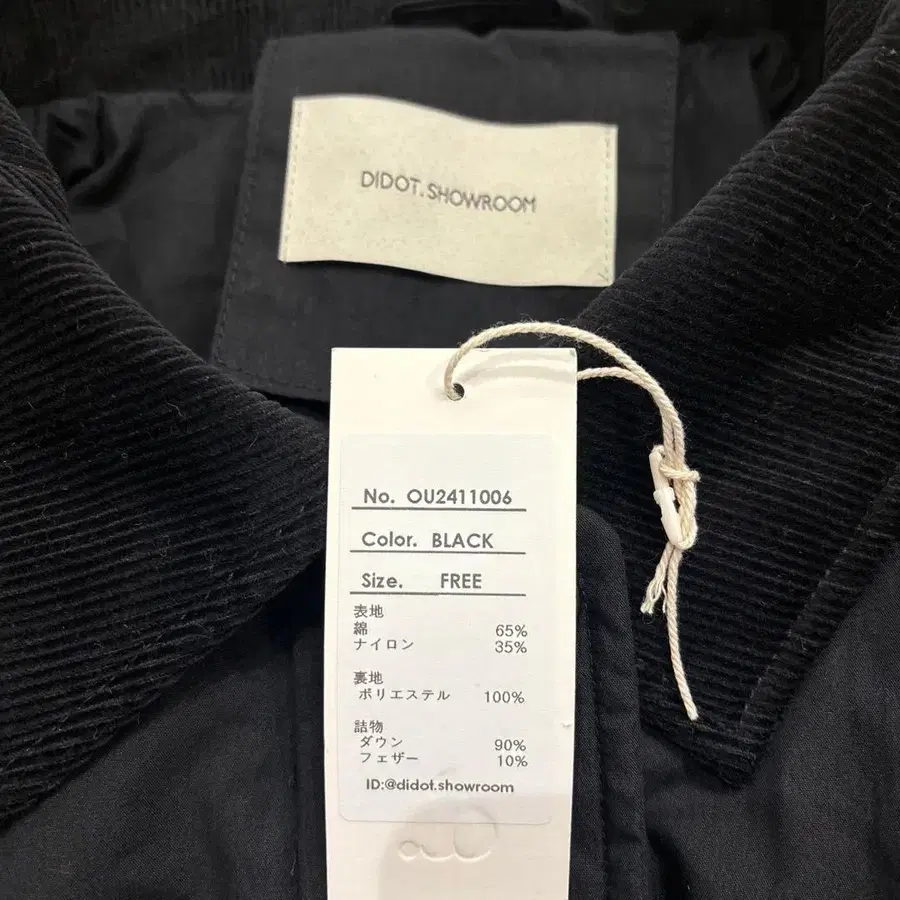 DIDOT.SHOWROOM
No. OU2411006
Color. BLACK
Size. FREE
表地
綿 65%
ナイロン 35%
裏地
ポリエステル 100%
詰物
ダウン 90%
フェザー 10%
ID:@didot.showroom